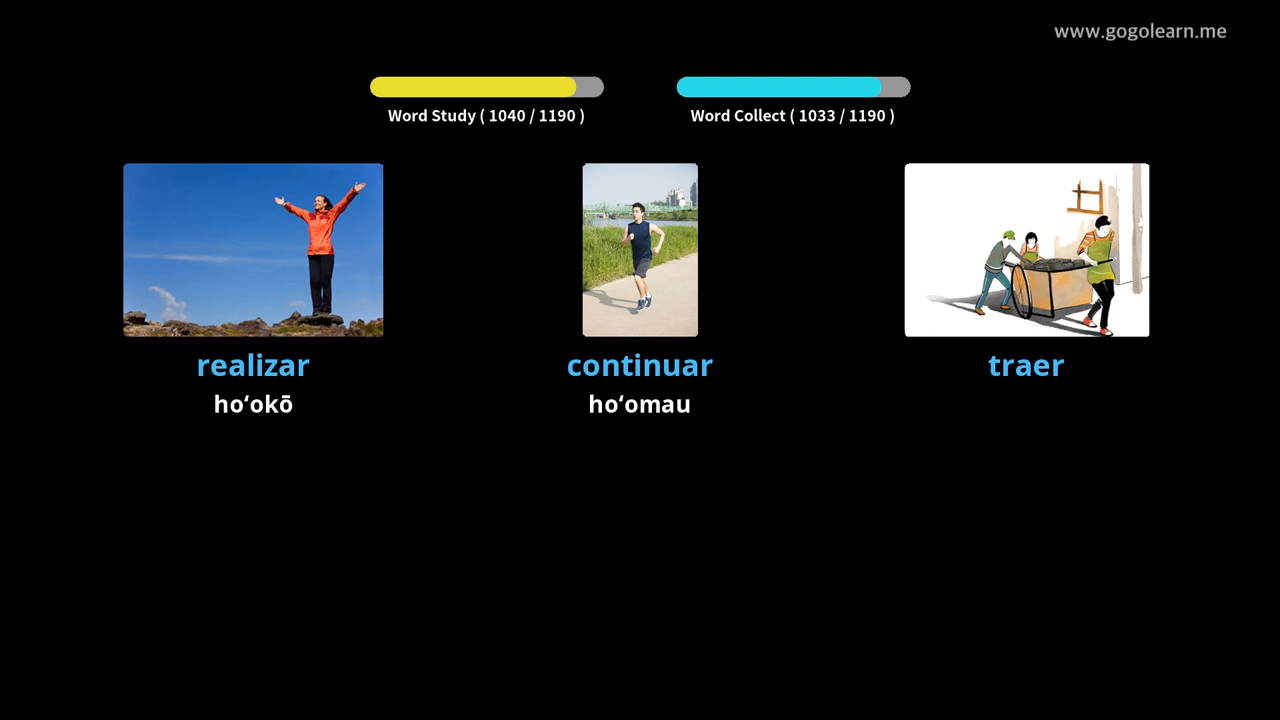 www.gogolearn.me
Word Study ( 1040 / 1190 )
Word Collect ( 1033 / 1190 )
realizar
hoʻokō
continuar
hoʻomau
traer